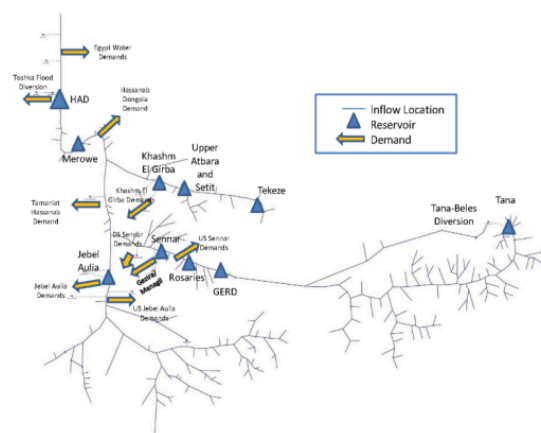 Egypt Water
Demands
Toshka Flood
Diversion
HAD
Hassanab
Dongola
Demand
Merowe
Inflow Location
Reservoir
Demand
Khashm
El Girba
Upper
Atbara
and
Setit
Tekeze
Khashm El
Girba Demands
Tamaniat
Hassanab
Demand
Tana-Beles
Diversion
Tana
DS Sennar
Demands
Sennar
US Sennar
Demands
Gezira/
Managil
Jebel
Aulia
Rosaries
GERD
Jebel Aulia
Demands
US Jebel Aulla
Demands